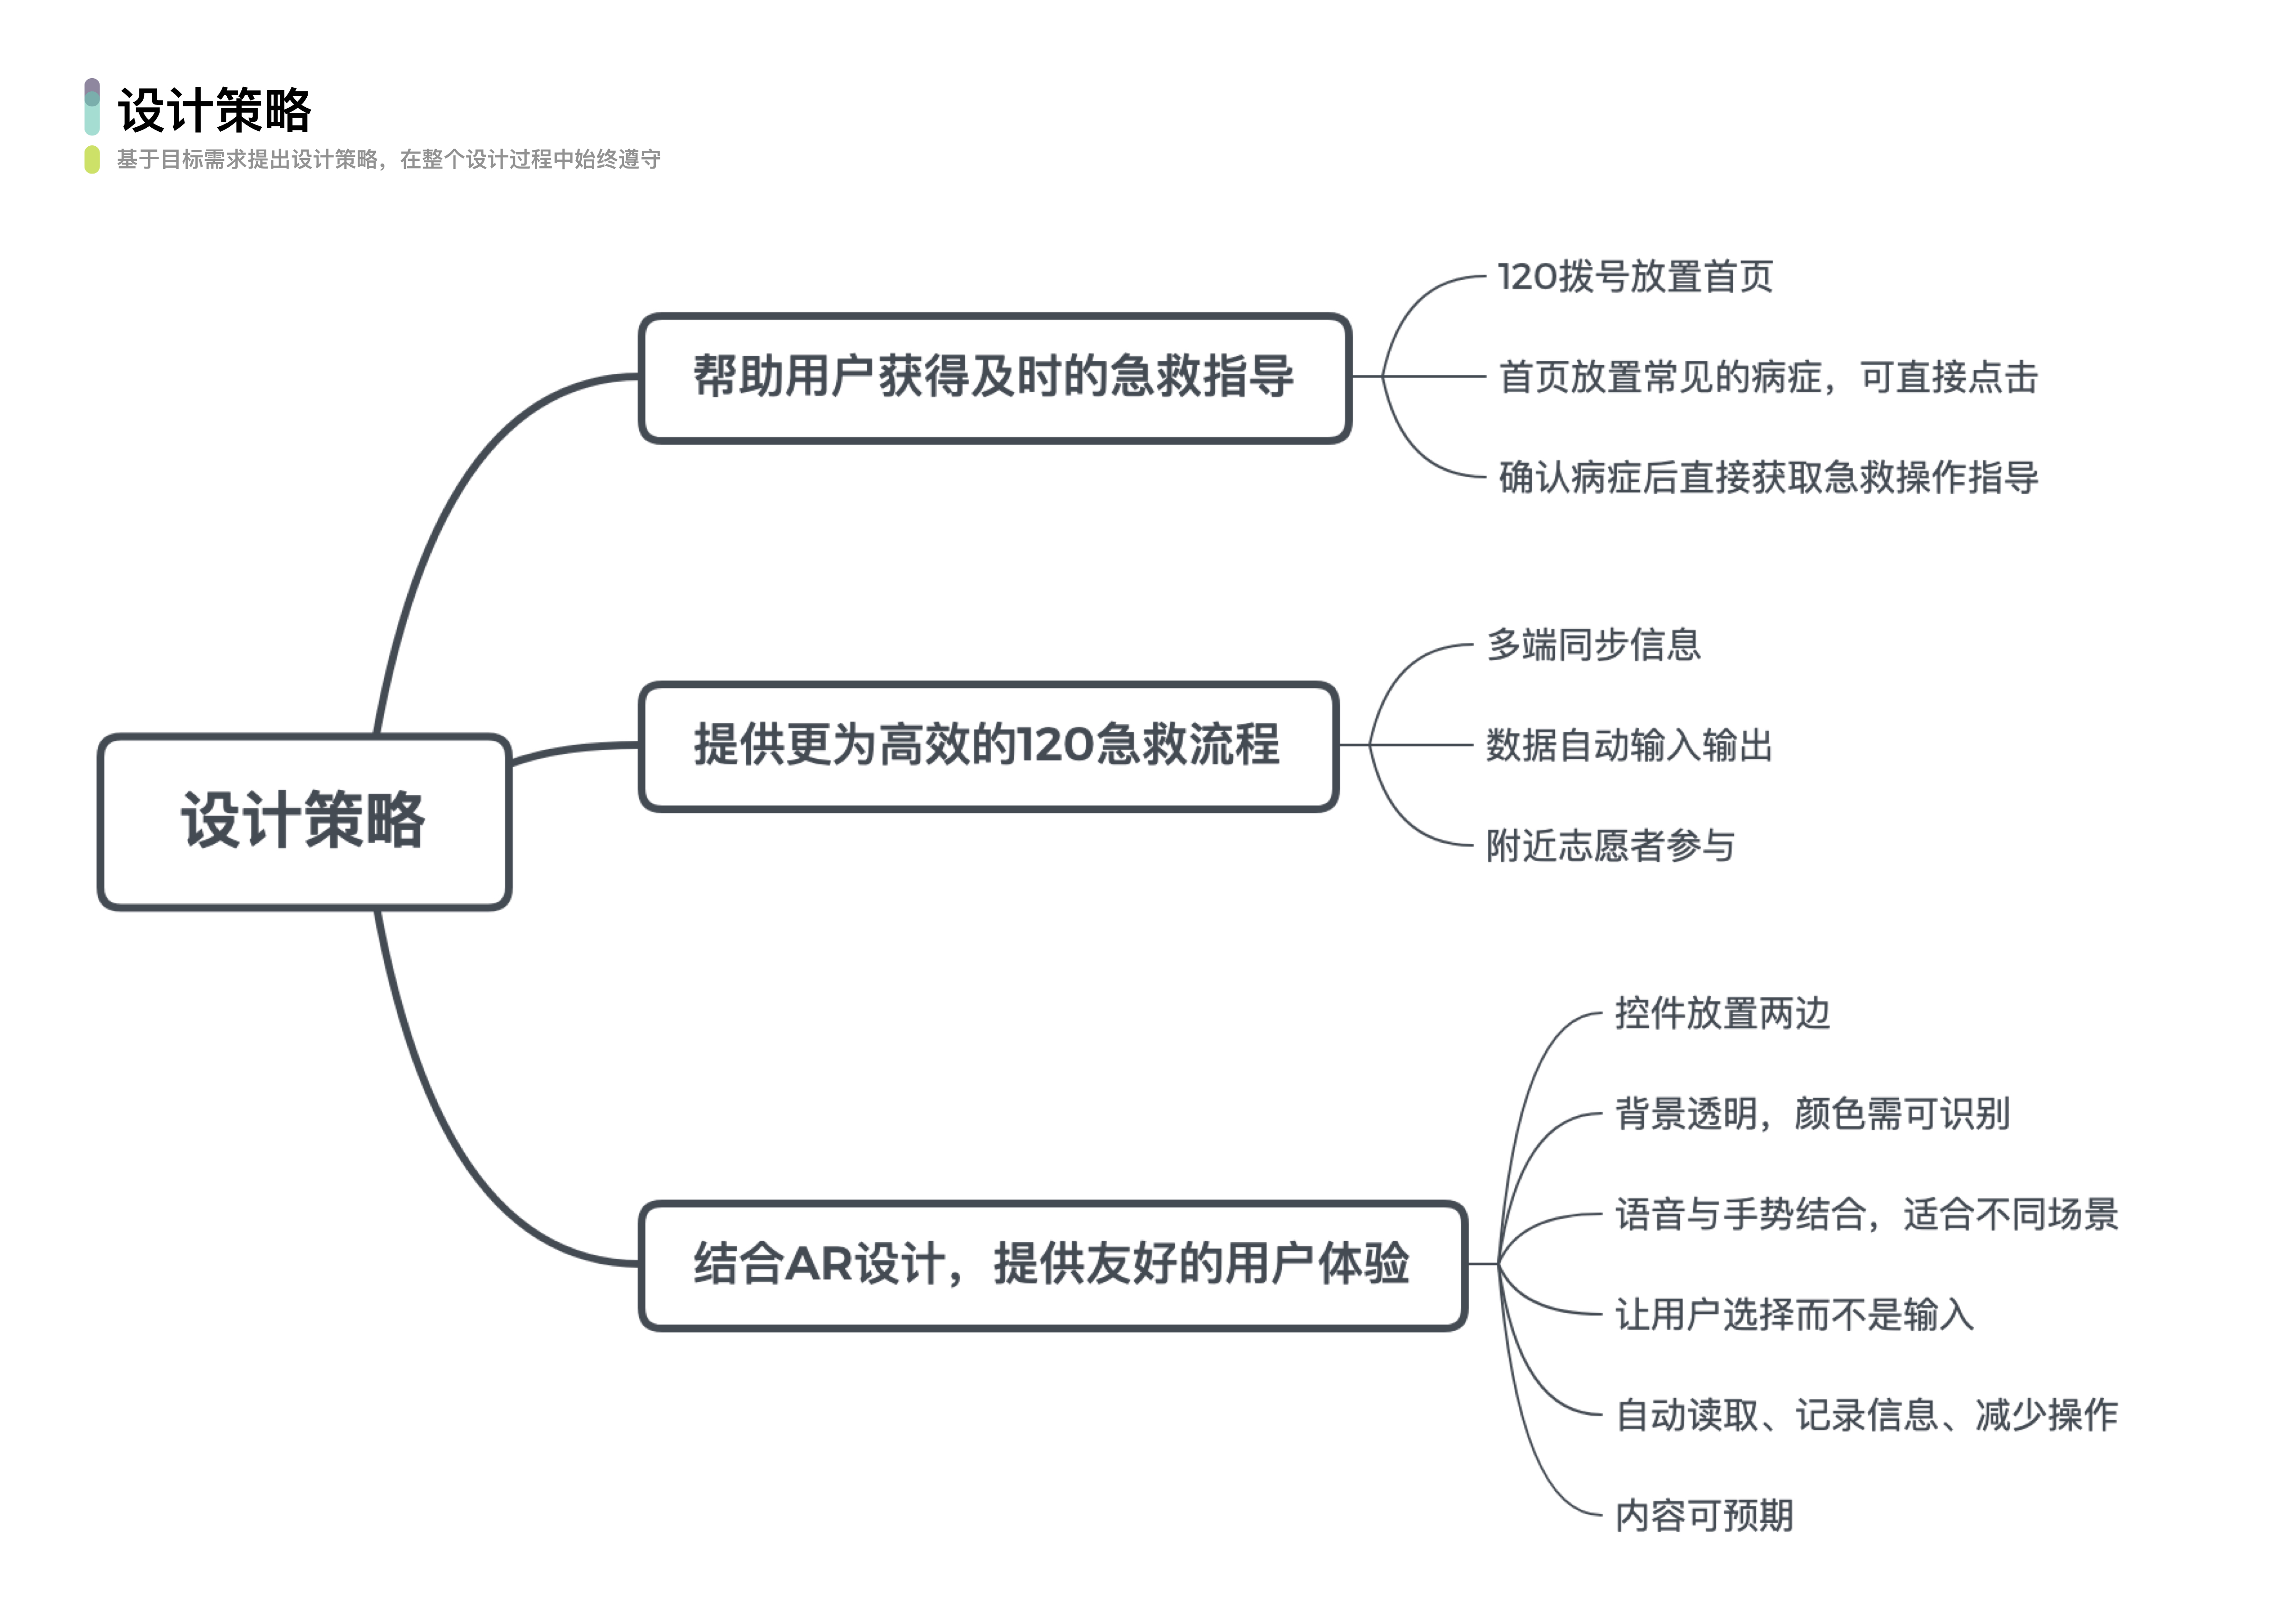 设计策略
基于目标需求提出设计策略，在整个设计过程中始终遵守
设计策略
帮助用户获得及时的急救指导
120拨号放置首页
首页放置常见的病症，可直接点击
确认病症后直接获取急救操作指导
提供更为高效的120急救流程
多端同步信息
数据自动输入输出
附近志愿者参与
结合AR设计，提供友好的用户体验
控件放置两边
背景透明，颜色需可识别
语音与手势结合，适合不同场景
让用户选择而不是输入
自动读取、记录信息、减少操作
内容可预期